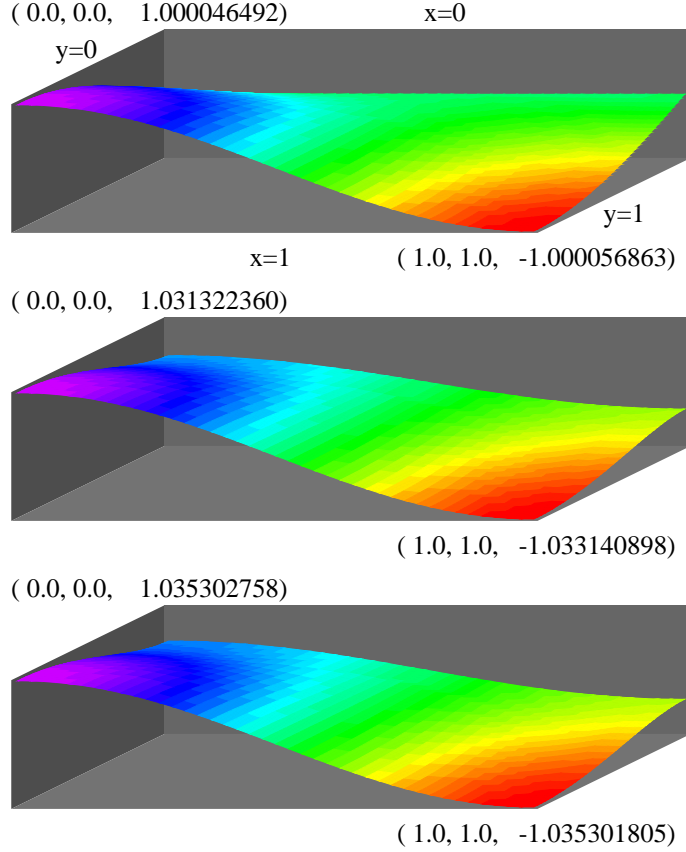 ( 0.0, 0.0, 1.000046492) x=0
y=0
y=1
x=1 ( 1.0, 1.0, -1.000056863)
( 0.0, 0.0, 1.031322360)
( 1.0, 1.0, -1.033140898)
( 0.0, 0.0, 1.035302758)
( 1.0, 1.0, -1.035301805)